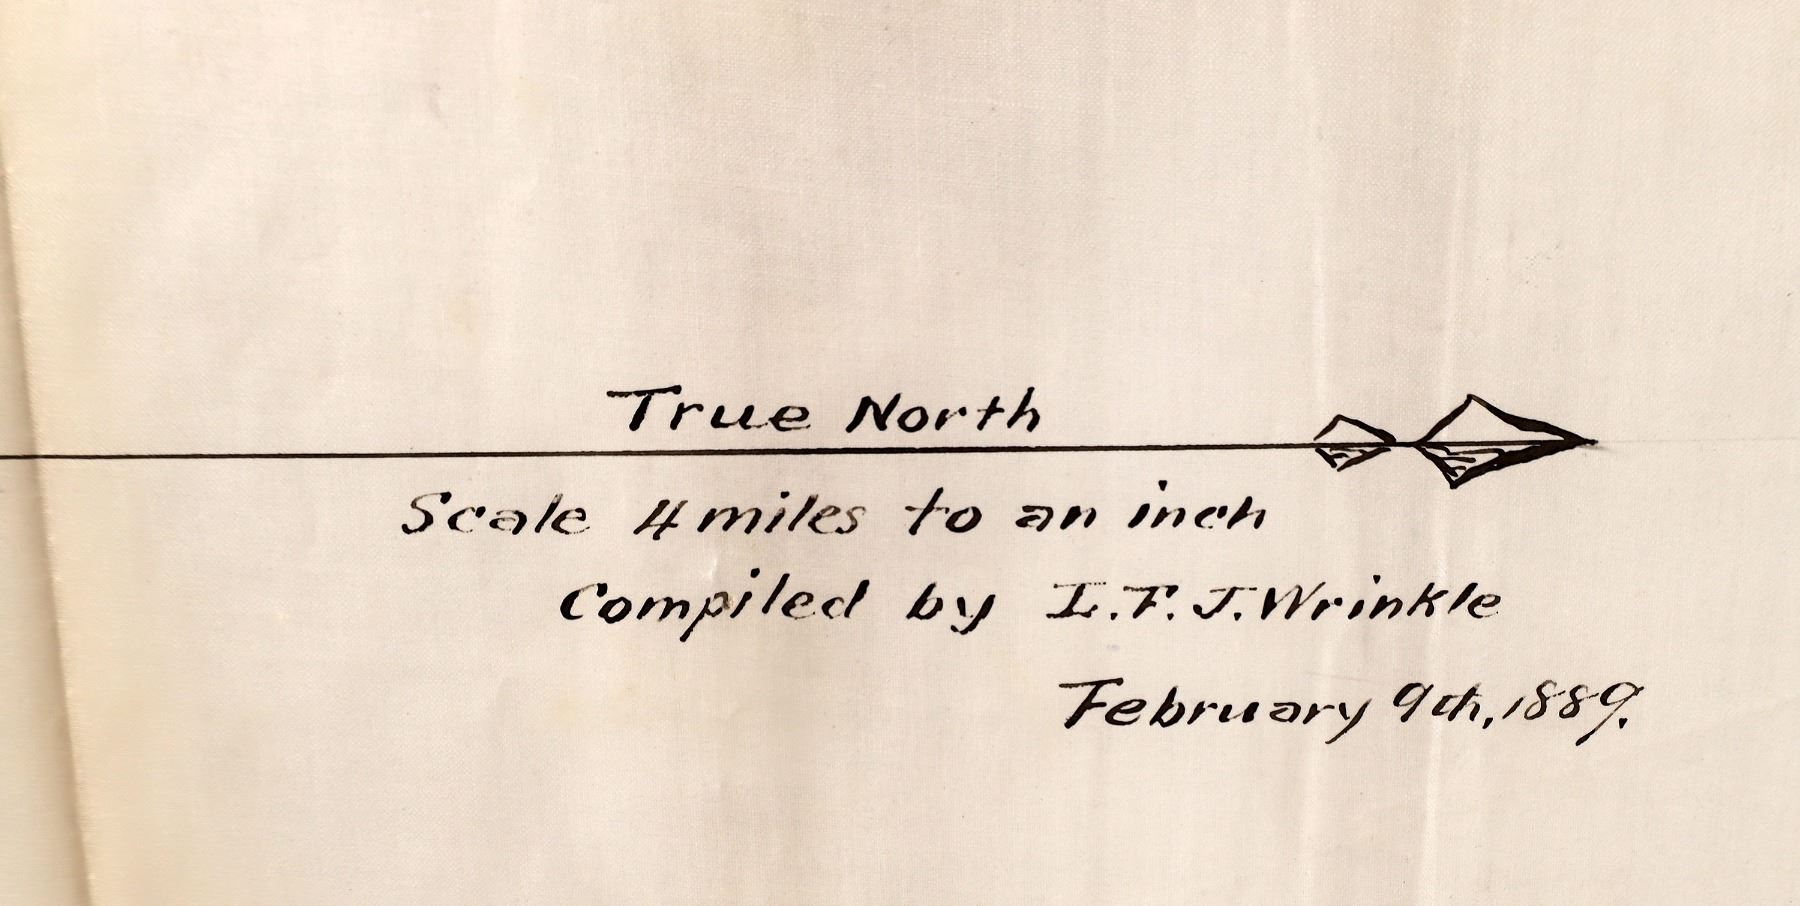 True North
Scale 4 miles to an inch
Compiled by I.F.J.Wrinkle
February 9th, 1889.